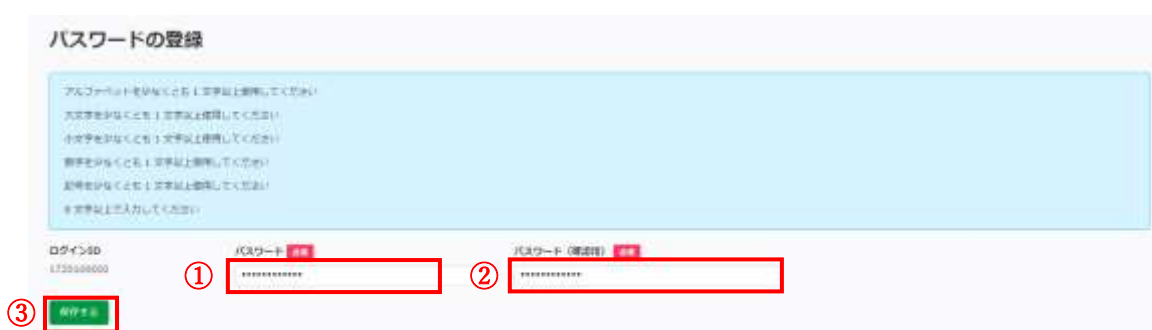 パスワードの登録
アルファベットを少なくとも1文字以上使用してください
大文字を少なくとも1文字以上使用してください
小文字を少なくとも1文字以上使用してください
数字を少なくとも1文字以上使用してください
記号を少なくとも1文字以上使用してください
文字以上で入力してください
ログインID パスワード 必須 パスワード（確認用） 必須
① ************ ② ************
③ 保存する